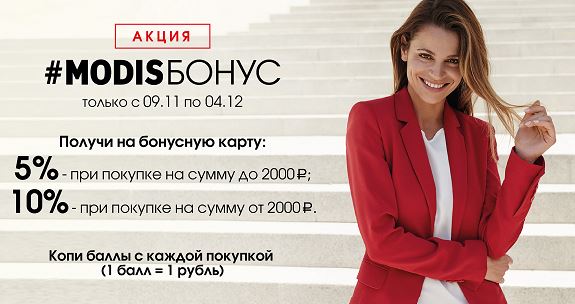 АКЦИЯ
#MODISБОНУС
только с 09.11 по 04.12
Получи на бонусную карту:
5% - при покупке на сумму до 2000₽;
10% - при покупке на сумму от 2000₽.
Копи баллы с каждой покупкой
(1 балл = 1 рубль)